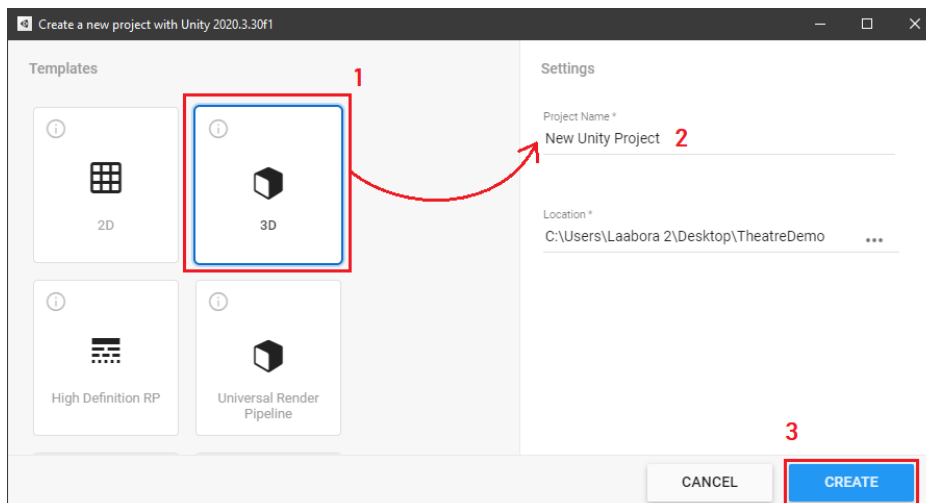 Create a new project with Unity 2020.3.30f1
Templates
1
2D
3D
High Definition RP
Universal Render
Pipeline
Settings
Project Name *
New Unity Project 2
Location *
C:\Users\Laabora 2\Desktop\TheatreDemo ...
3
CANCEL
CREATE